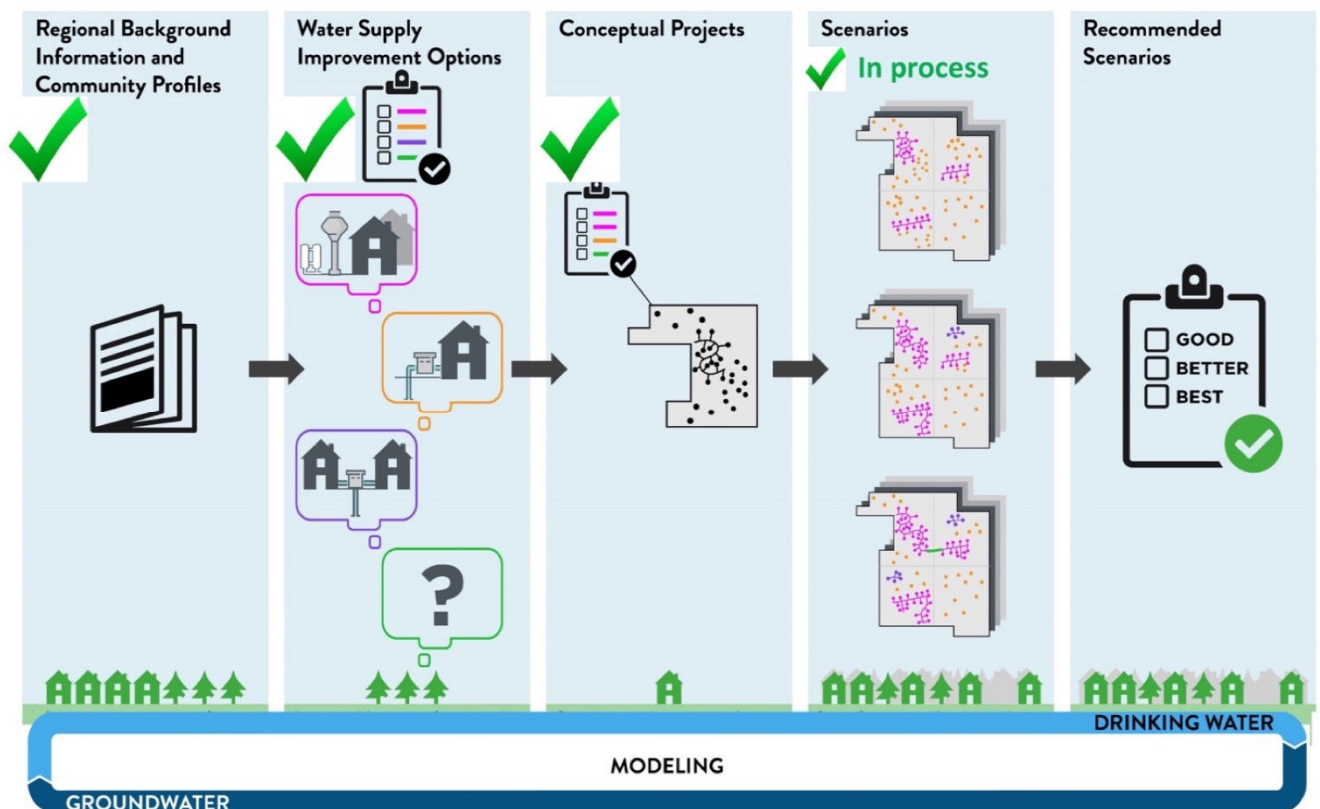 Regional Background
Information and
Community Profiles
Water Supply
Improvement Options
Conceptual Projects
Scenarios
In process
Recommended
Scenarios
GOOD
BETTER
BEST
DRINKING WATER
MODELING
GROUNDWATER